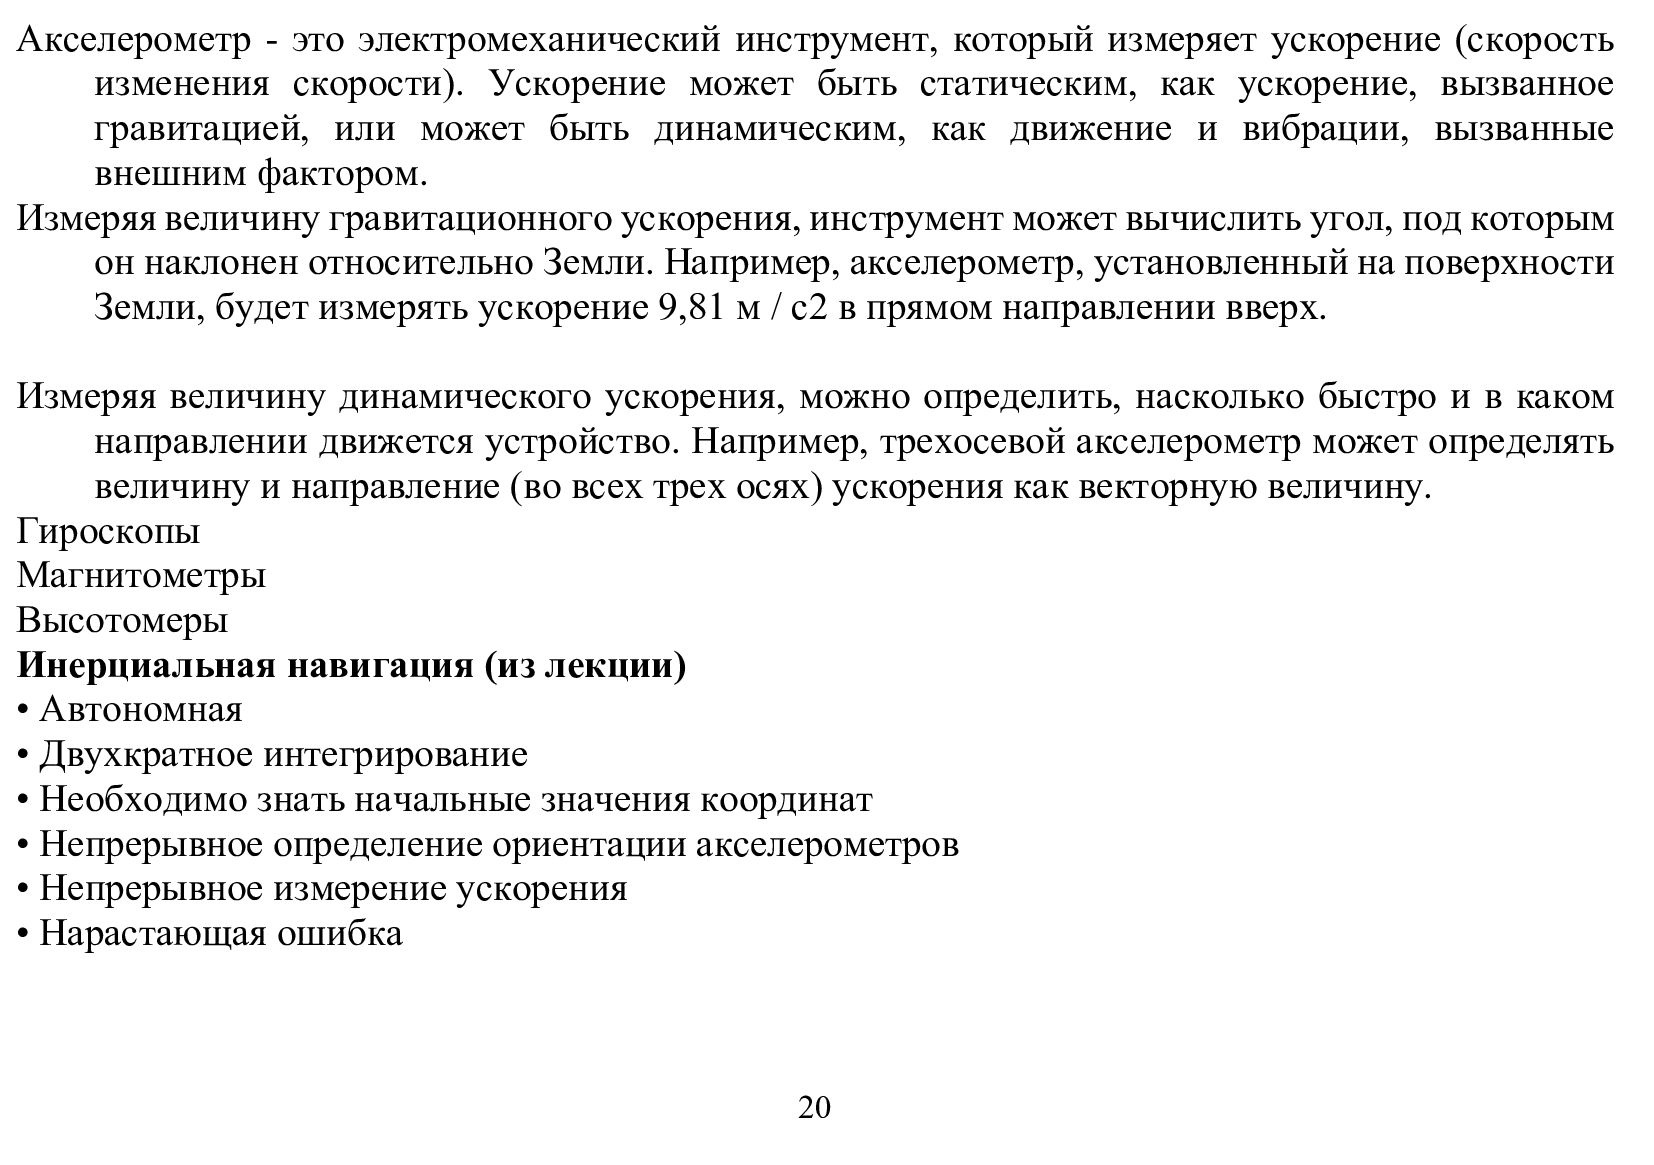 Акселерометр - это электромеханический инструмент, который измеряет ускорение (скорость
изменения скорости). Ускорение может быть статическим, как ускорение, вызванное
гравитацией, или может быть динамическим, как движение и вибрации, вызванные
внешним фактором.
Измеряя величину гравитационного ускорения, инструмент может вычислить угол, под которым
он наклонен относительно Земли. Например, акселерометр, установленный на поверхности
Земли, будет измерять ускорение 9,81 м / с2 в прямом направлении вверх.
Измеряя величину динамического ускорения, можно определить, насколько быстро и в каком
направлении движется устройство. Например, трехосевой акселерометр может определять
величину и направление (во всех трех осях) ускорения как векторную величину.
Гироскопы
Магнитометры
Высотомеры
Инерциальная навигация (из лекции)
• Автономная
• Двухкратное интегрирование
• Необходимо знать начальные значения координат
• Непрерывное определение ориентации акселерометров
• Непрерывное измерение ускорения
• Нарастающая ошибка
20